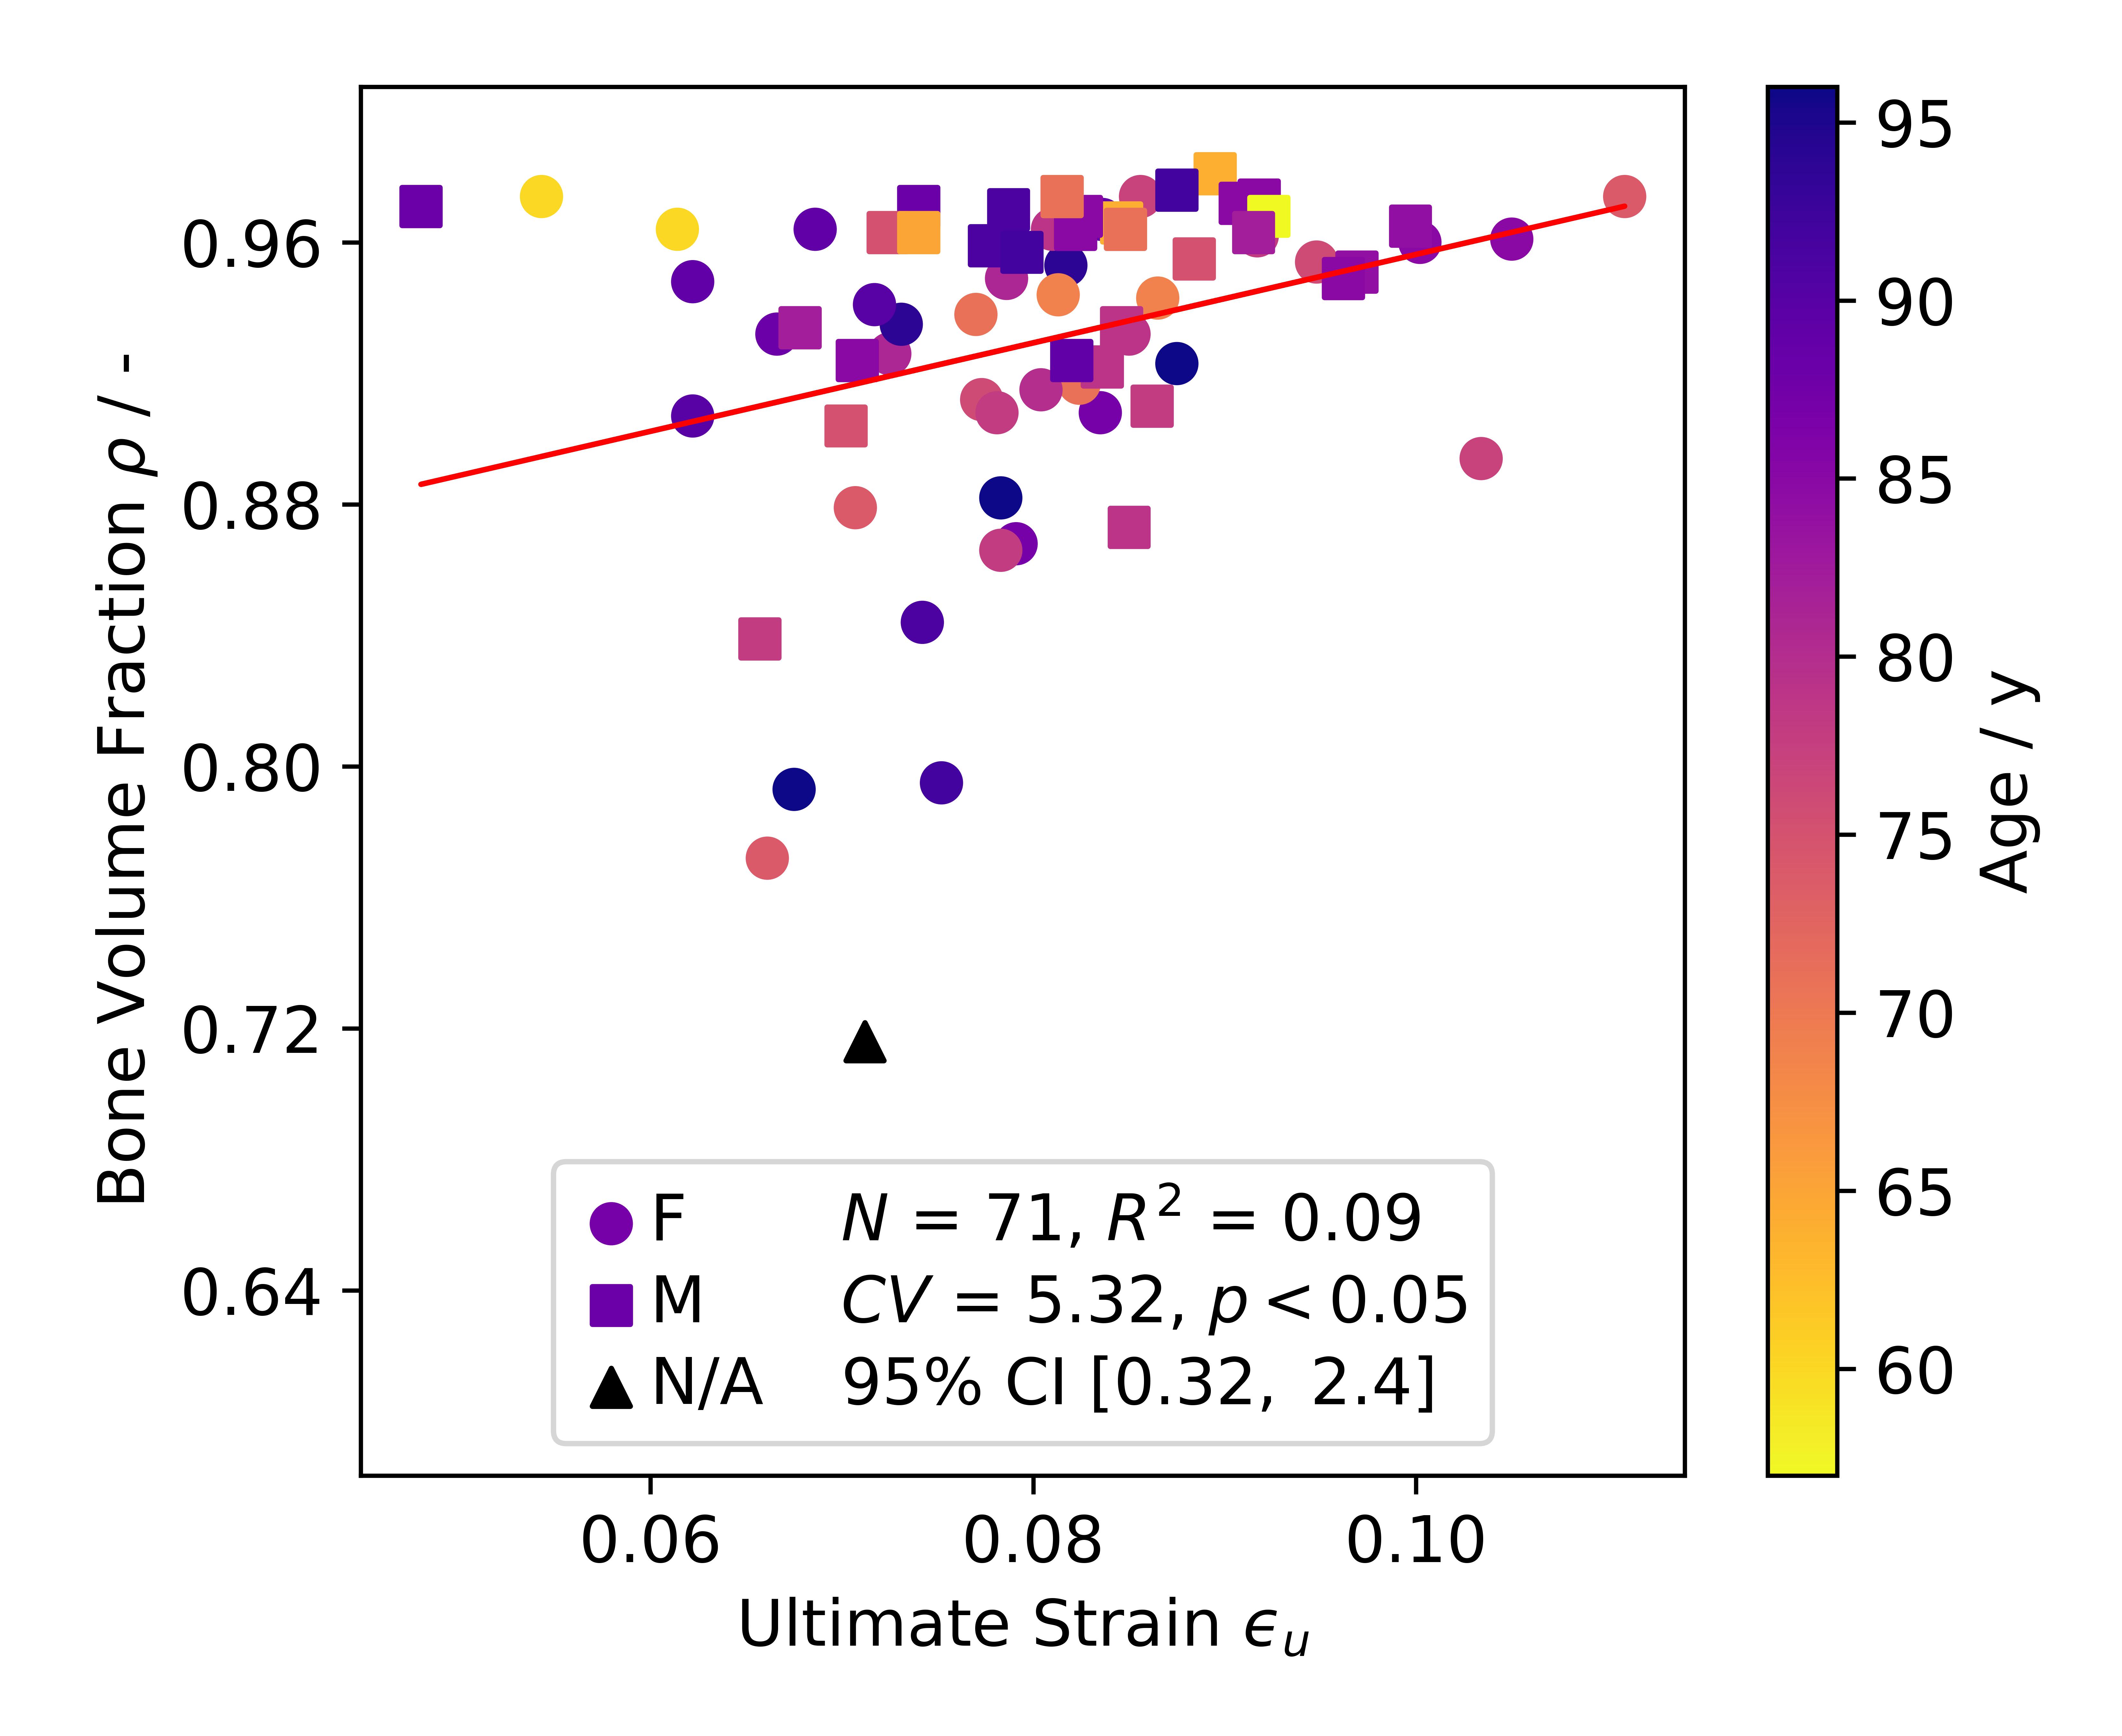 Bone Volume Fraction ρ / -
0.96
0.88
0.80
0.72
0.64
F N = 71, R² = 0.09
M CV = 5.32, p < 0.05
N/A 95% CI [0.32, 2.4]
0.06 0.08 0.10
Ultimate Strain ϵᵤ
95
90
85
80
75
70
65
60
Age / y